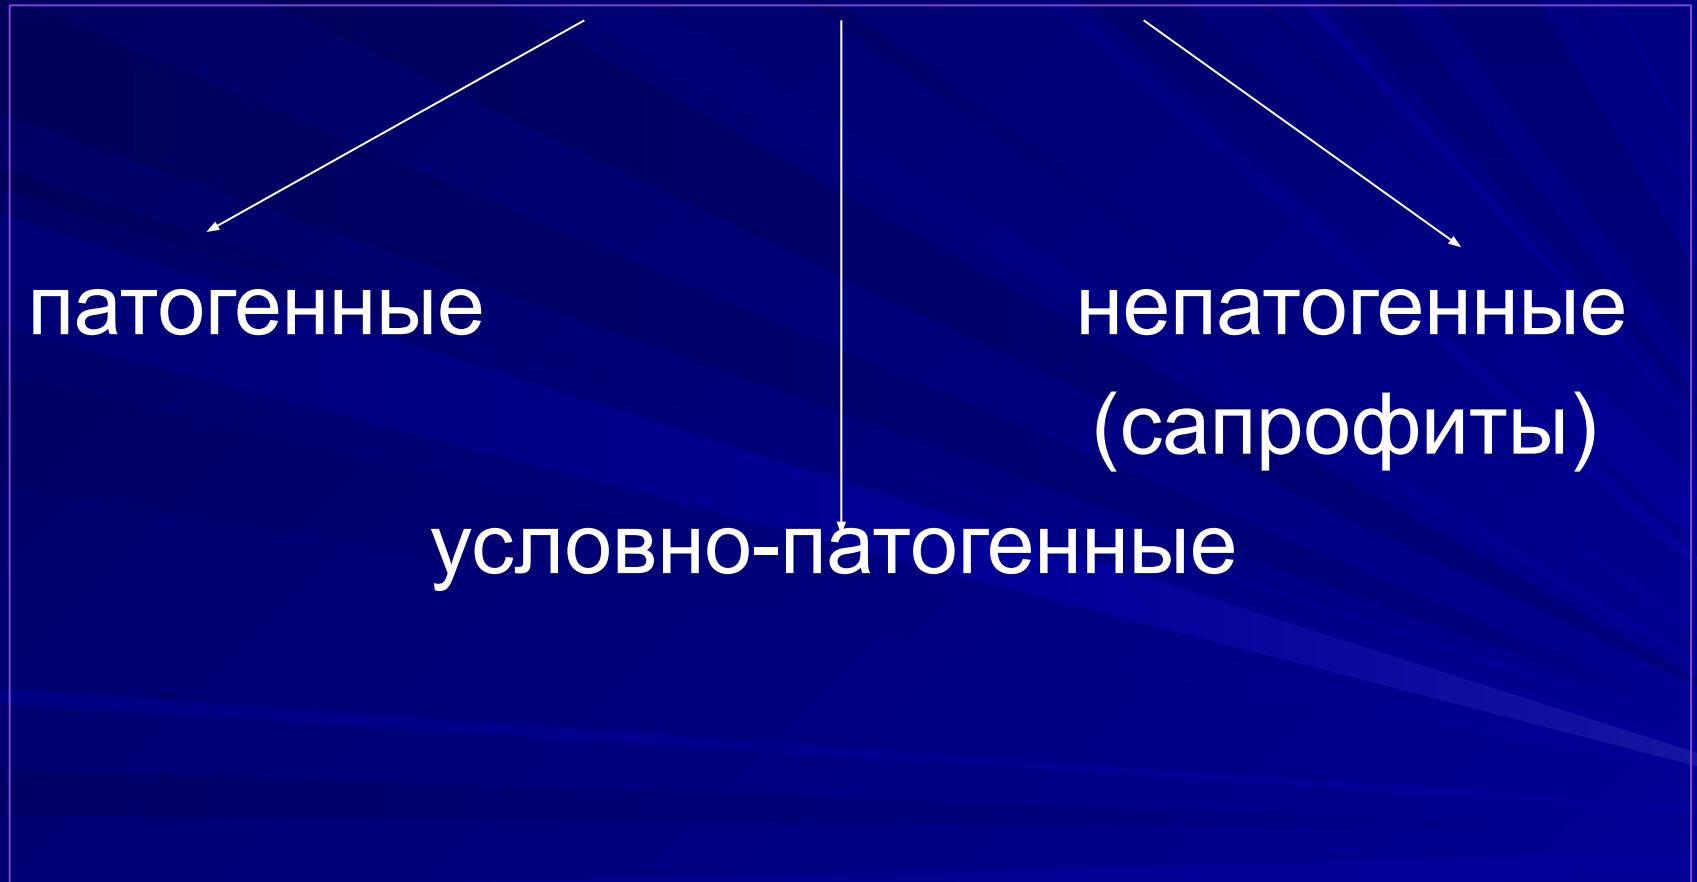 патогенные
непатогенные
(сапрофиты)
условно-патогенные